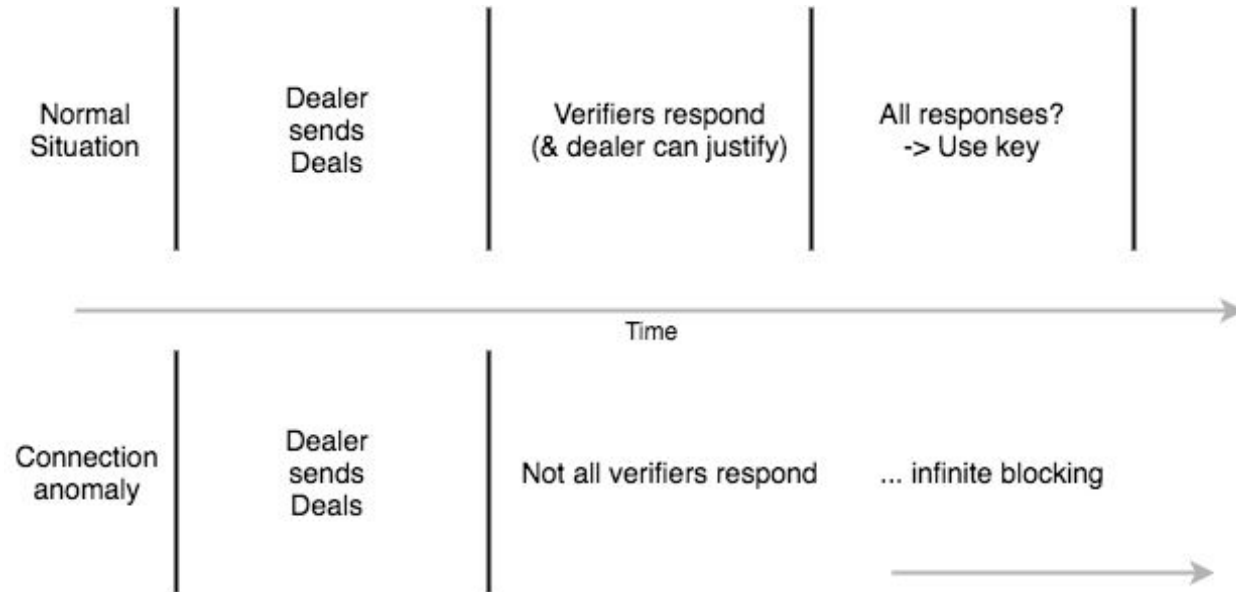 Normal
Situation
Dealer
sends
Deals
Verifiers respond
(& dealer can justify)
All responses?
-> Use key
Time
Connection
anomaly
Dealer
sends
Deals
Not all verifiers respond
... infinite blocking